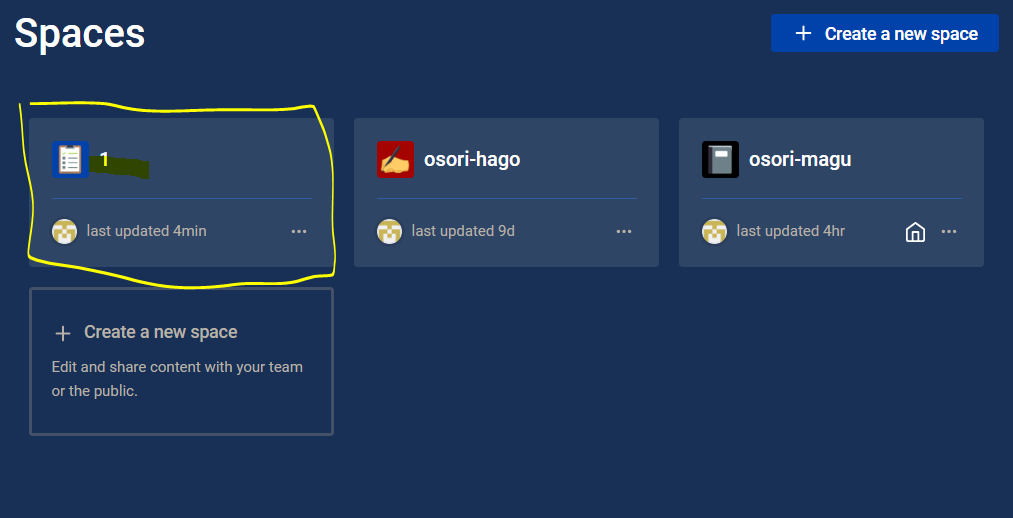 Spaces
+ Create a new space
1
last updated 4min
osori-hago
last updated 9d
osori-magu
last updated 4hr
+ Create a new space
Edit and share content with your team
or the public.